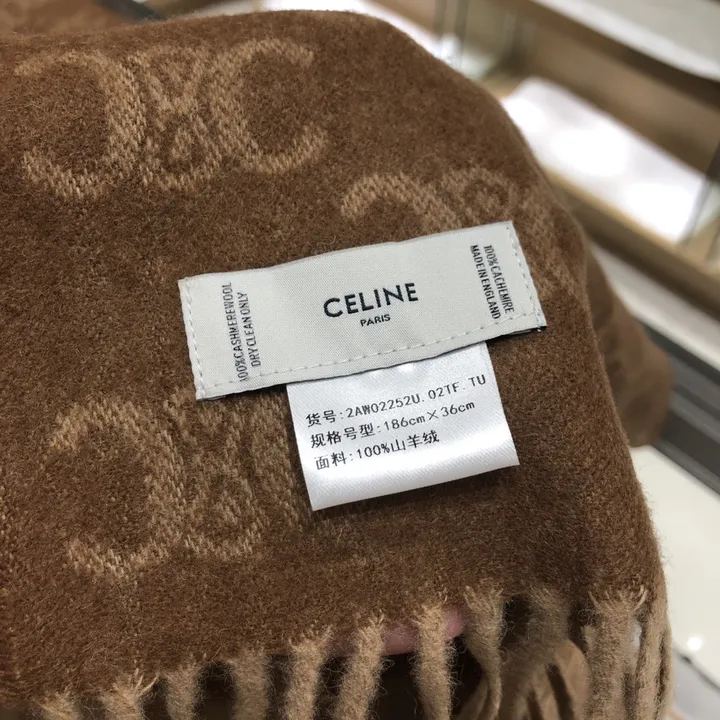 100%CASHMEREWOOL
DRY CLEAN ONLY
CELINE
PARIS
100%CACHEMIRE
MADE IN ENGLAND
货号:2AW02252U.02TF.TU
规格号型:186cm×36cm
面料:100%山羊绒